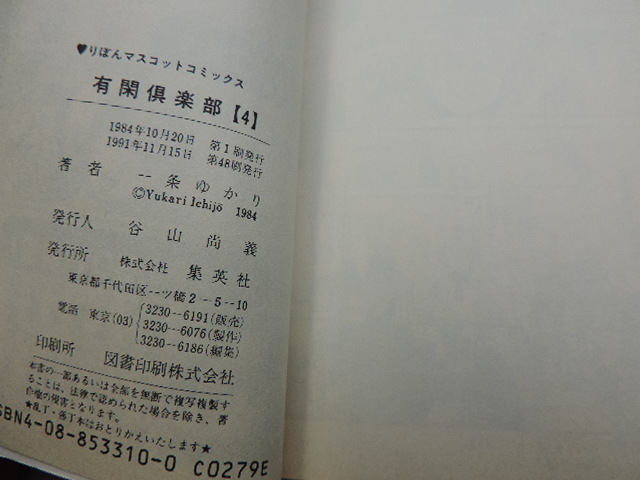 ♥りぼんマスコットコミックス
有閑倶楽部【4】
1984年10月20日 第1刷発行
1991年11月15日 第48刷発行
著者 一条ゆかり
©Yukari Ichijō 1984
発行人 谷山尚義
発行所 株式会社 集英社
東京都千代田区一ツ橋2-5-10
電話 東京(03) 3230-6191(販売)
3230-6076(製作)
3230-6186(編集)
印刷所 図書印刷株式会社
本書の一部あるいは全部を無断で複写複製す
ることは、法律で認められた場合を除き、著
作権の侵害となります。
★乱丁・落丁本はおとりかえいたします★
ISBN4-08-853310-0 C0279E